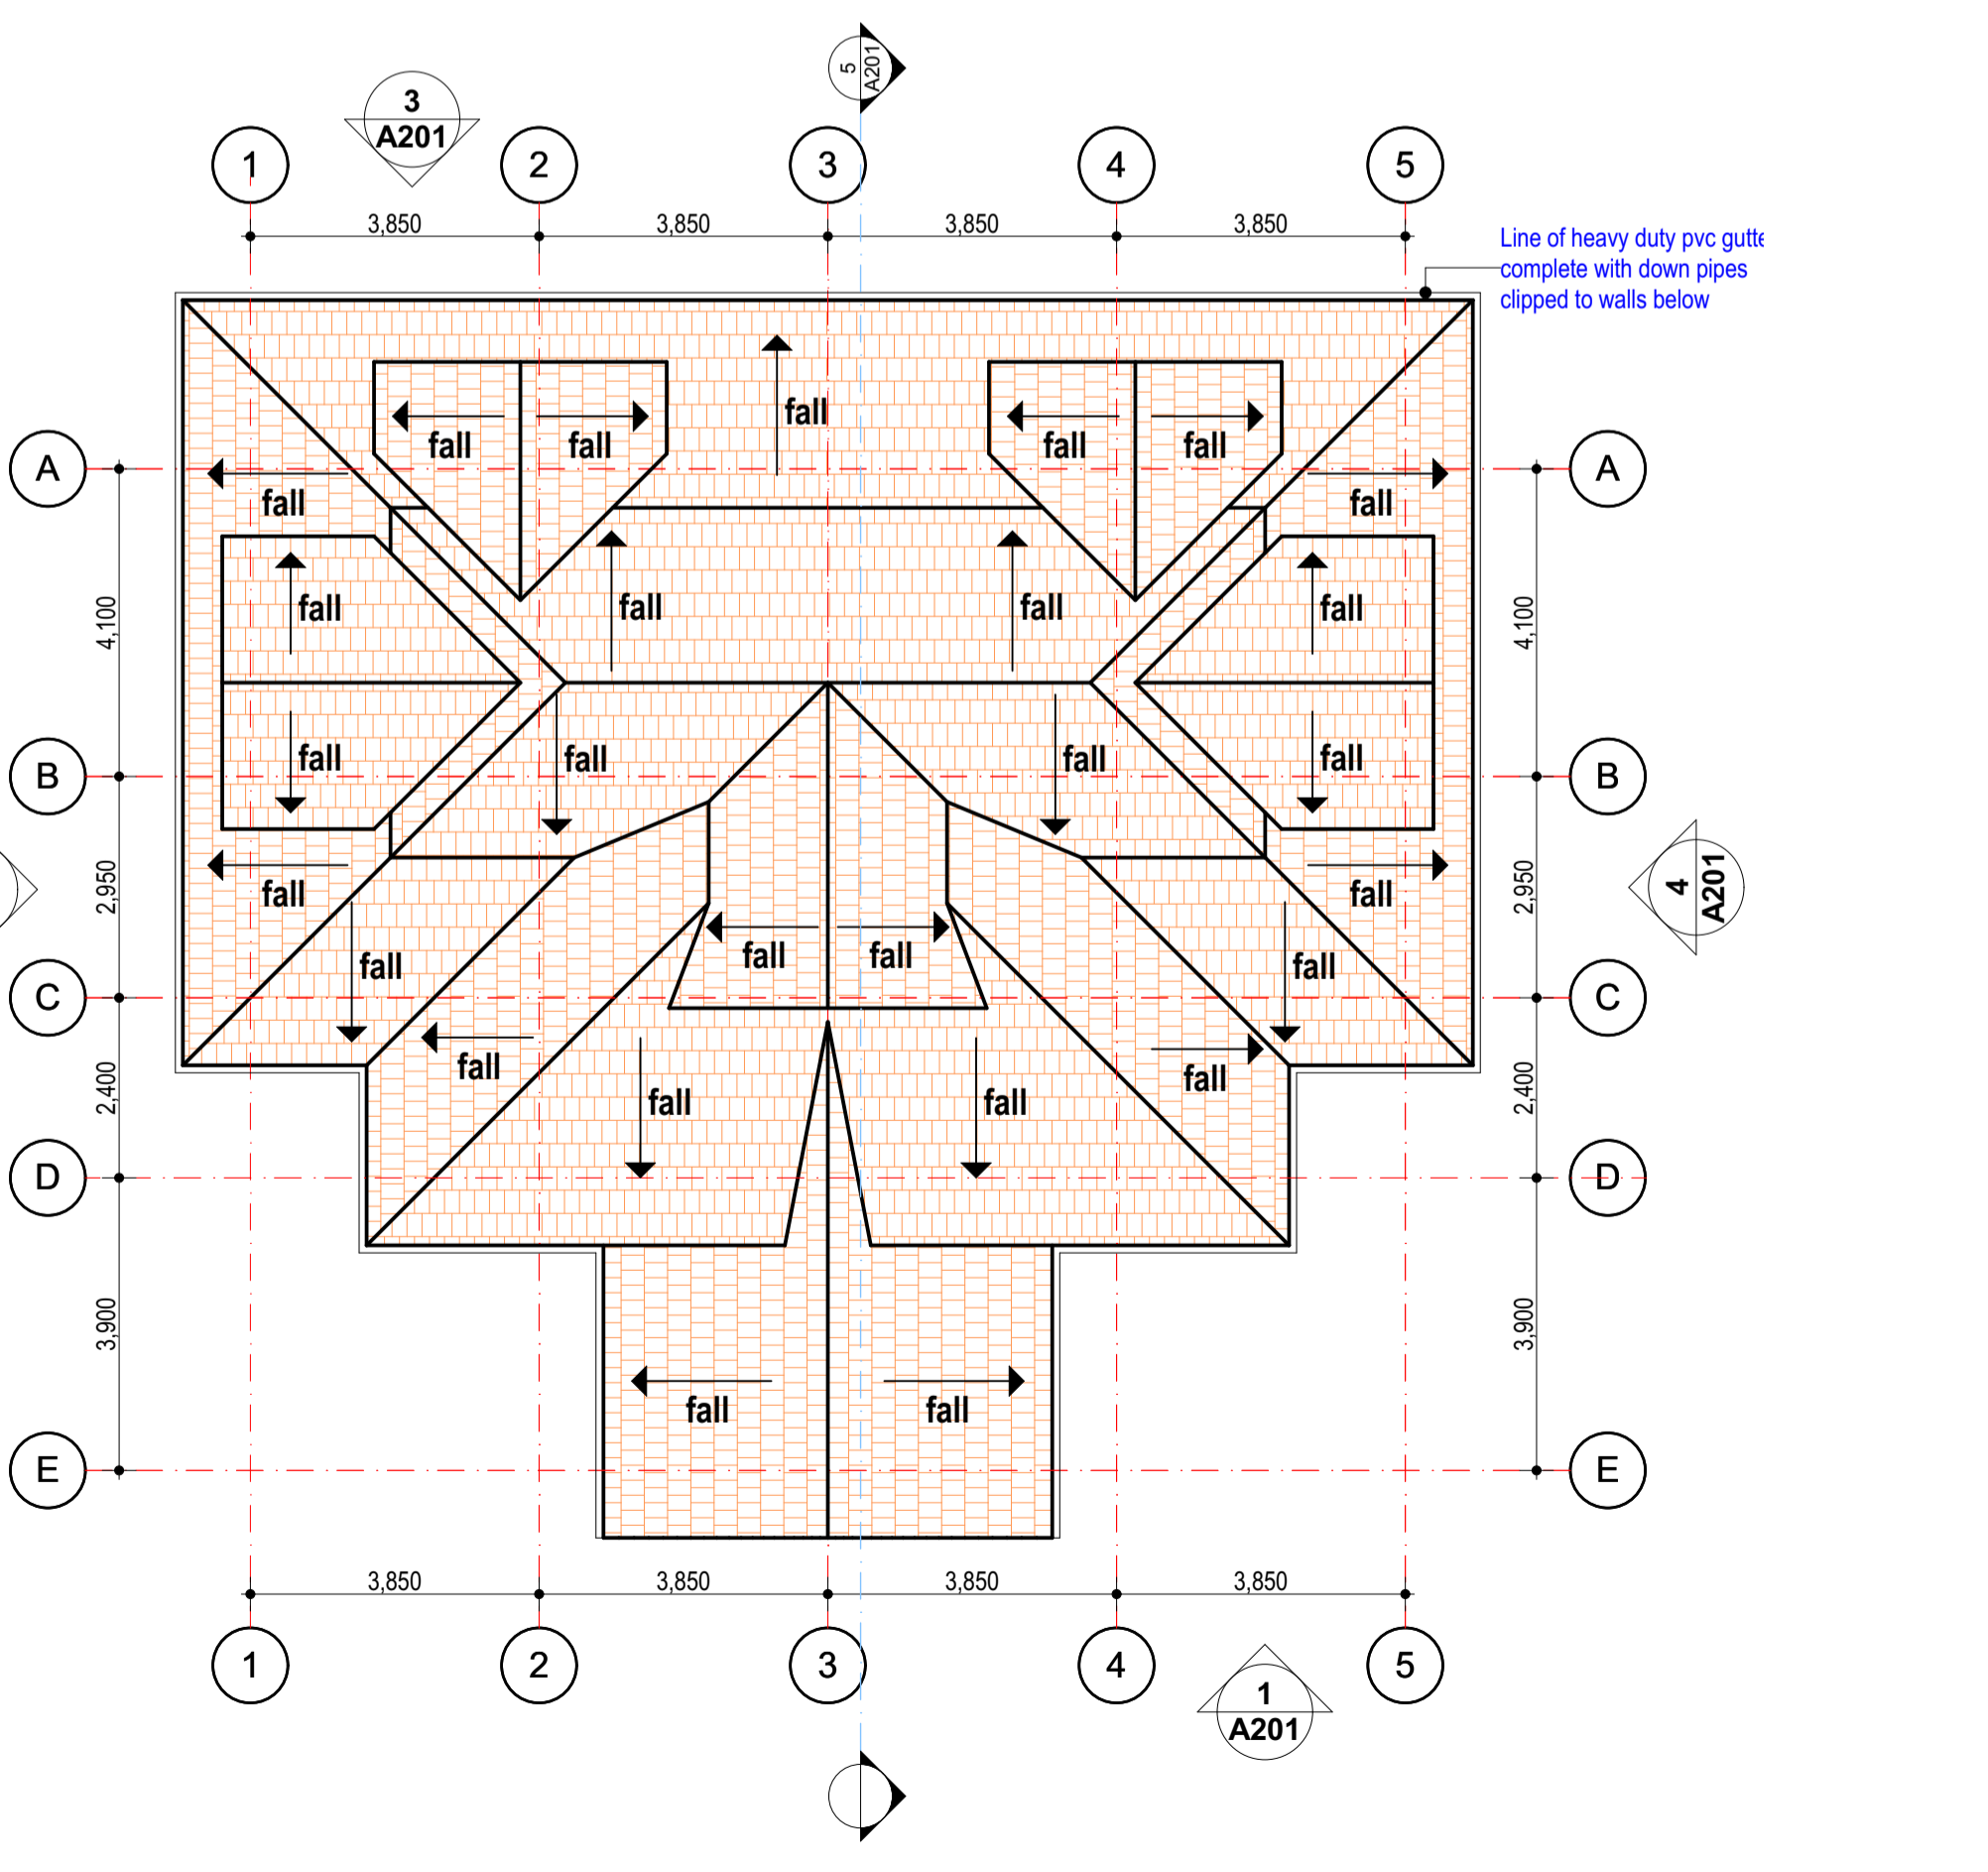 5
A201
3
A201
1 2 3 4 5
3,850 3,850 3,850 3,850
Line of heavy duty pvc gutte
complete with down pipes
clipped to walls below
fall
fall fall fall fall
A A
fall fall
fall fall fall fall
4,100 4,100
fall fall fall fall
B B
2,950 2,950
4
A201
fall fall
fall fall
fall fall
C C
fall fall
2,400 2,400
fall fall
D D
3,900 3,900
fall fall
E E
3,850 3,850 3,850 3,850
1 2 3 4 5
1
A201